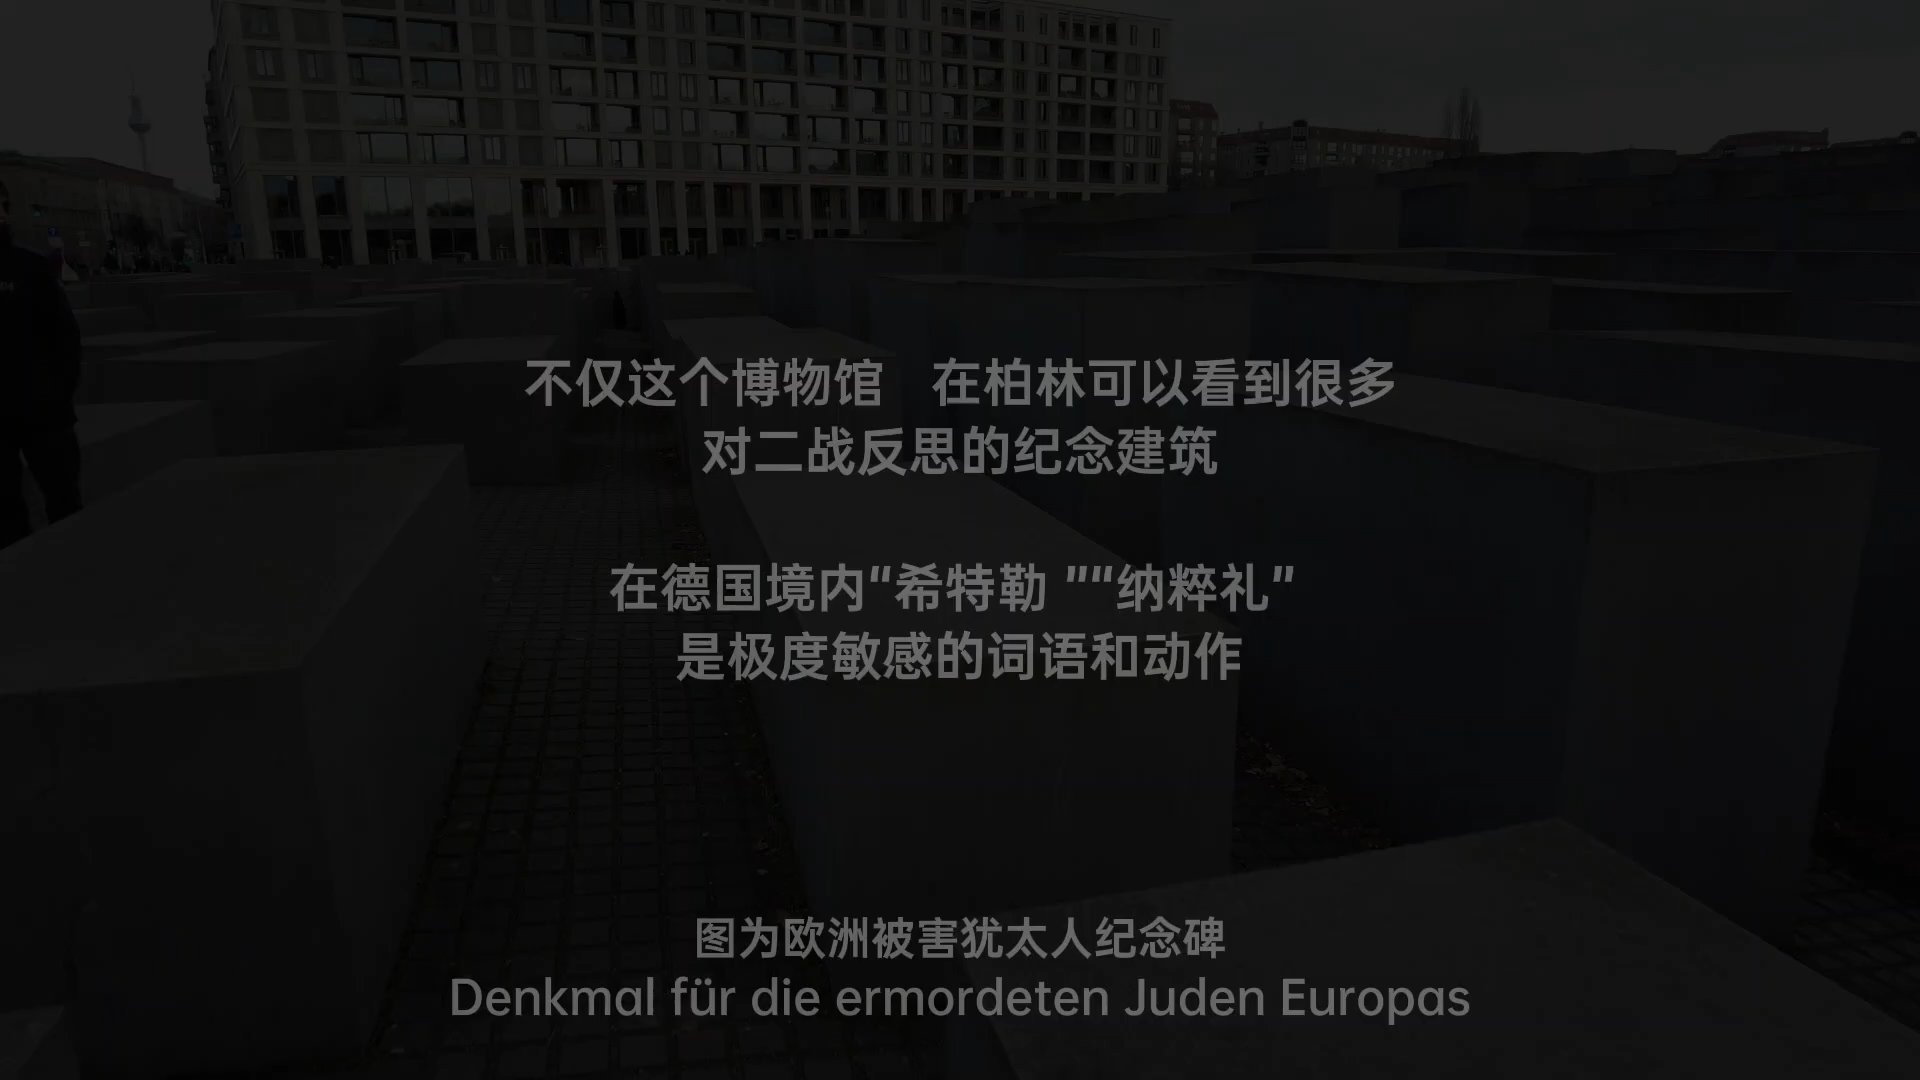 不仅这个博物馆 在柏林可以看到很多
对二战反思的纪念建筑
在德国境内“希特勒 ”“纳粹礼”
是极度敏感的词语和动作
图为欧洲被害犹太人纪念碑
Denkmal für die ermordeten Juden Europas